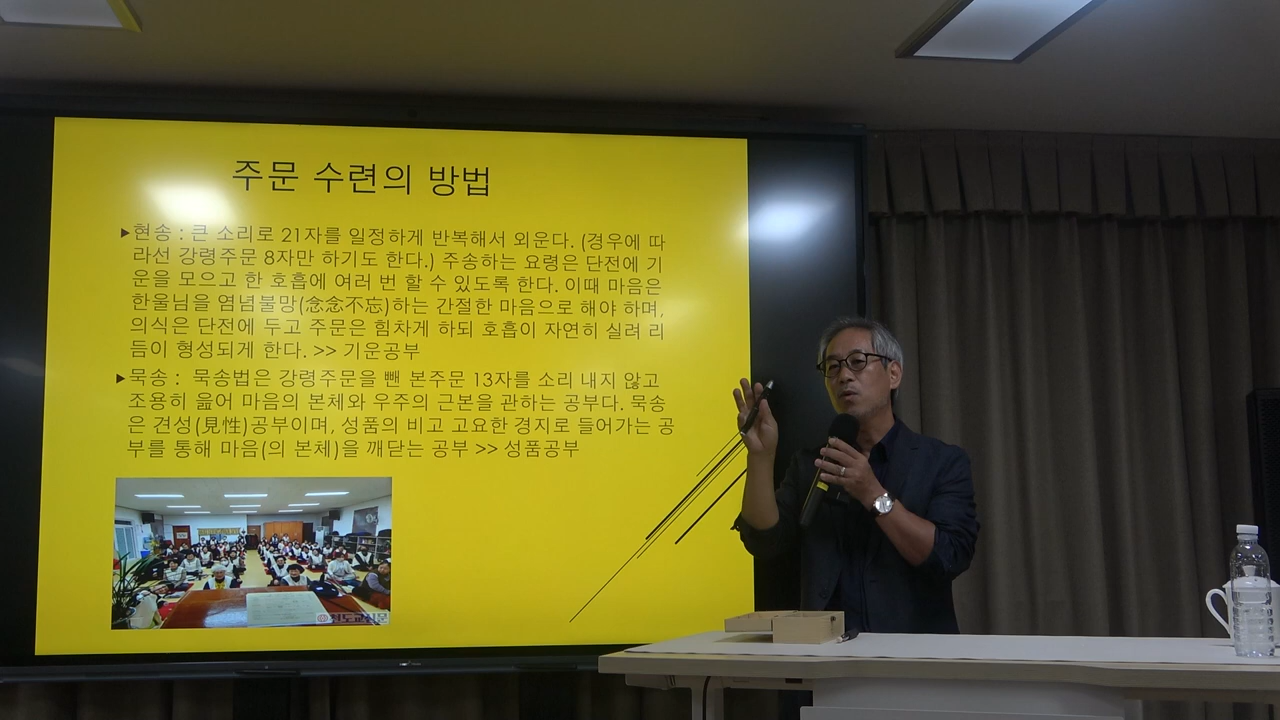 주문 수련의 방법
▶현송 : 큰 소리로 21자를 일정하게 반복해서 외운다. (경우에 따
라선 강령주문 8자만 하기도 한다.) 주송하는 요령은 단전에 기
운을 모으고 한 호흡에 여러 번 할 수 있도록 한다. 이때 마음은
한울님을 염념불망(念念不忘)하는 간절한 마음으로 해야 하며,
의식은 단전에 두고 주문은 힘차게 하되 호흡이 자연히 실려 리
듬이 형성되게 한다. >> 기운공부
▶묵송 : 묵송법은 강령주문을 뺀 본주문 13자를 소리 내지 않고
조용히 읊어 마음의 본체와 우주의 근본을 관하는 공부다. 묵송
은 견성(見性)공부이며, 성품의 비고 고요한 경지로 들어가는 공
부를 통해 마음(의 본체)을 깨닫는 공부 >> 성품공부